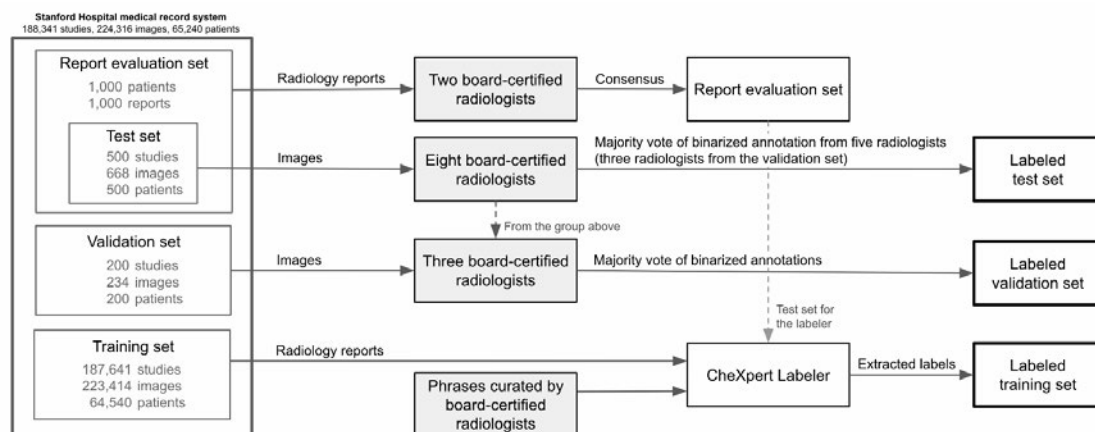 Stanford Hospital medical record system
188,341 studies, 224,316 images, 65,240 patients
Report evaluation set
1,000 patients
1,000 reports
Test set
500 studies
668 images
500 patients
Radiology reports
Two board-certified
radiologists
Consensus
Report evaluation set
Images
Eight board-certified
radiologists
Majority vote of binarized annotation from five radiologists
(three radiologists from the validation set)
Labeled
test set
From the group above
Validation set
200 studies
234 images
200 patients
Images
Three board-certified
radiologists
Majority vote of binarized annotations
Labeled
validation set
Test set for
the labeler
Training set
187,641 studies
223,414 images
64,540 patients
Radiology reports
Phrases curated by
board-certified
radiologists
CheXpert Labeler
Extracted labels
Labeled
training set